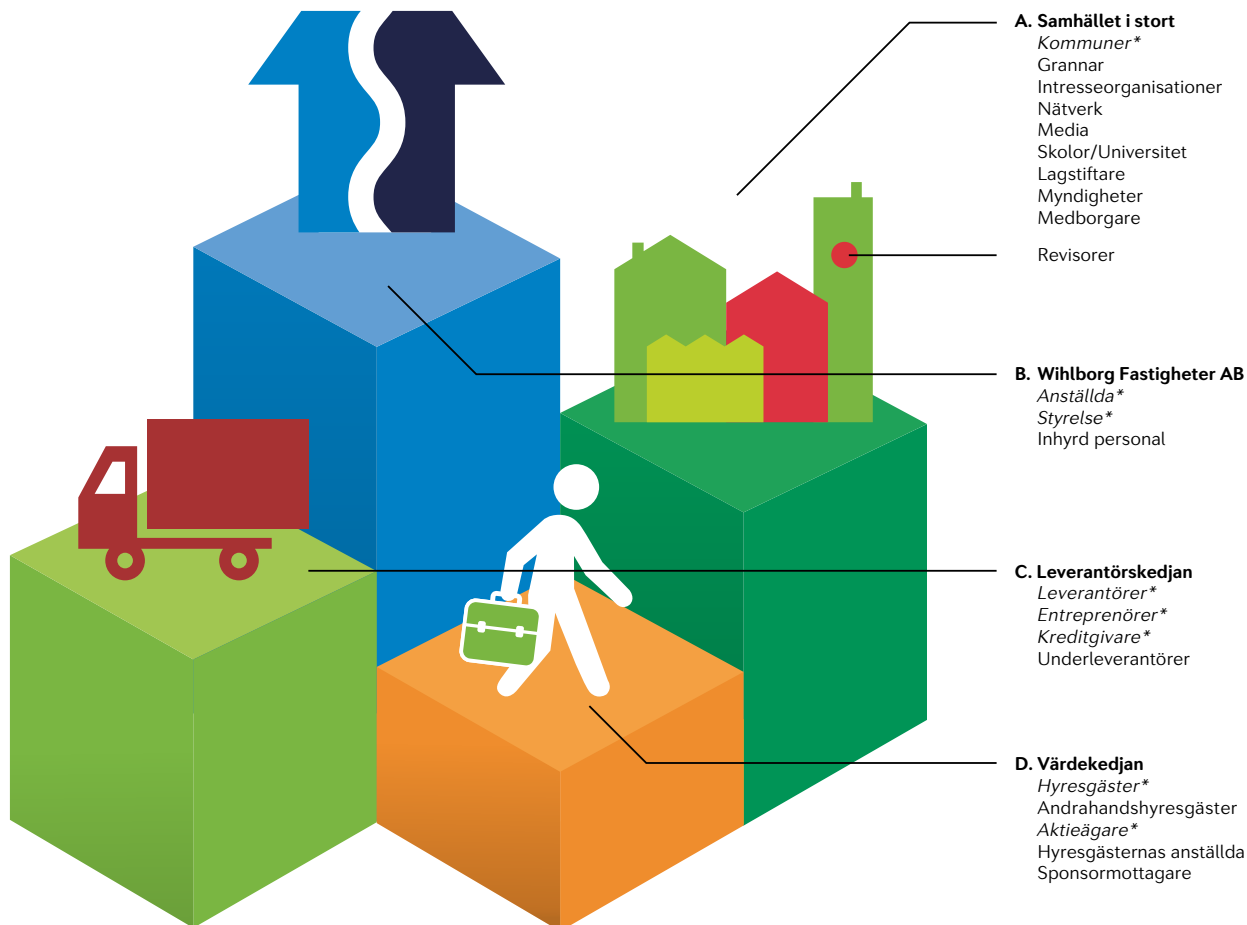 A. Samhället i stort
Kommuner*
Grannar
Intresseorganisationer
Nätverk
Media
Skolor/Universitet
Lagstiftare
Myndigheter
Medborgare
Revisorer
B. Wihlborg Fastigheter AB
Anställda*
Styrelse*
Inhyrd personal
C. Leverantörskedjan
Leverantörer*
Entreprenörer*
Kreditgivare*
Underleverantörer
D. Värdekedjan
Hyresgäster*
Andrahandshyresgäster
Aktieägare*
Hyresgästernas anställda
Sponsormottagare